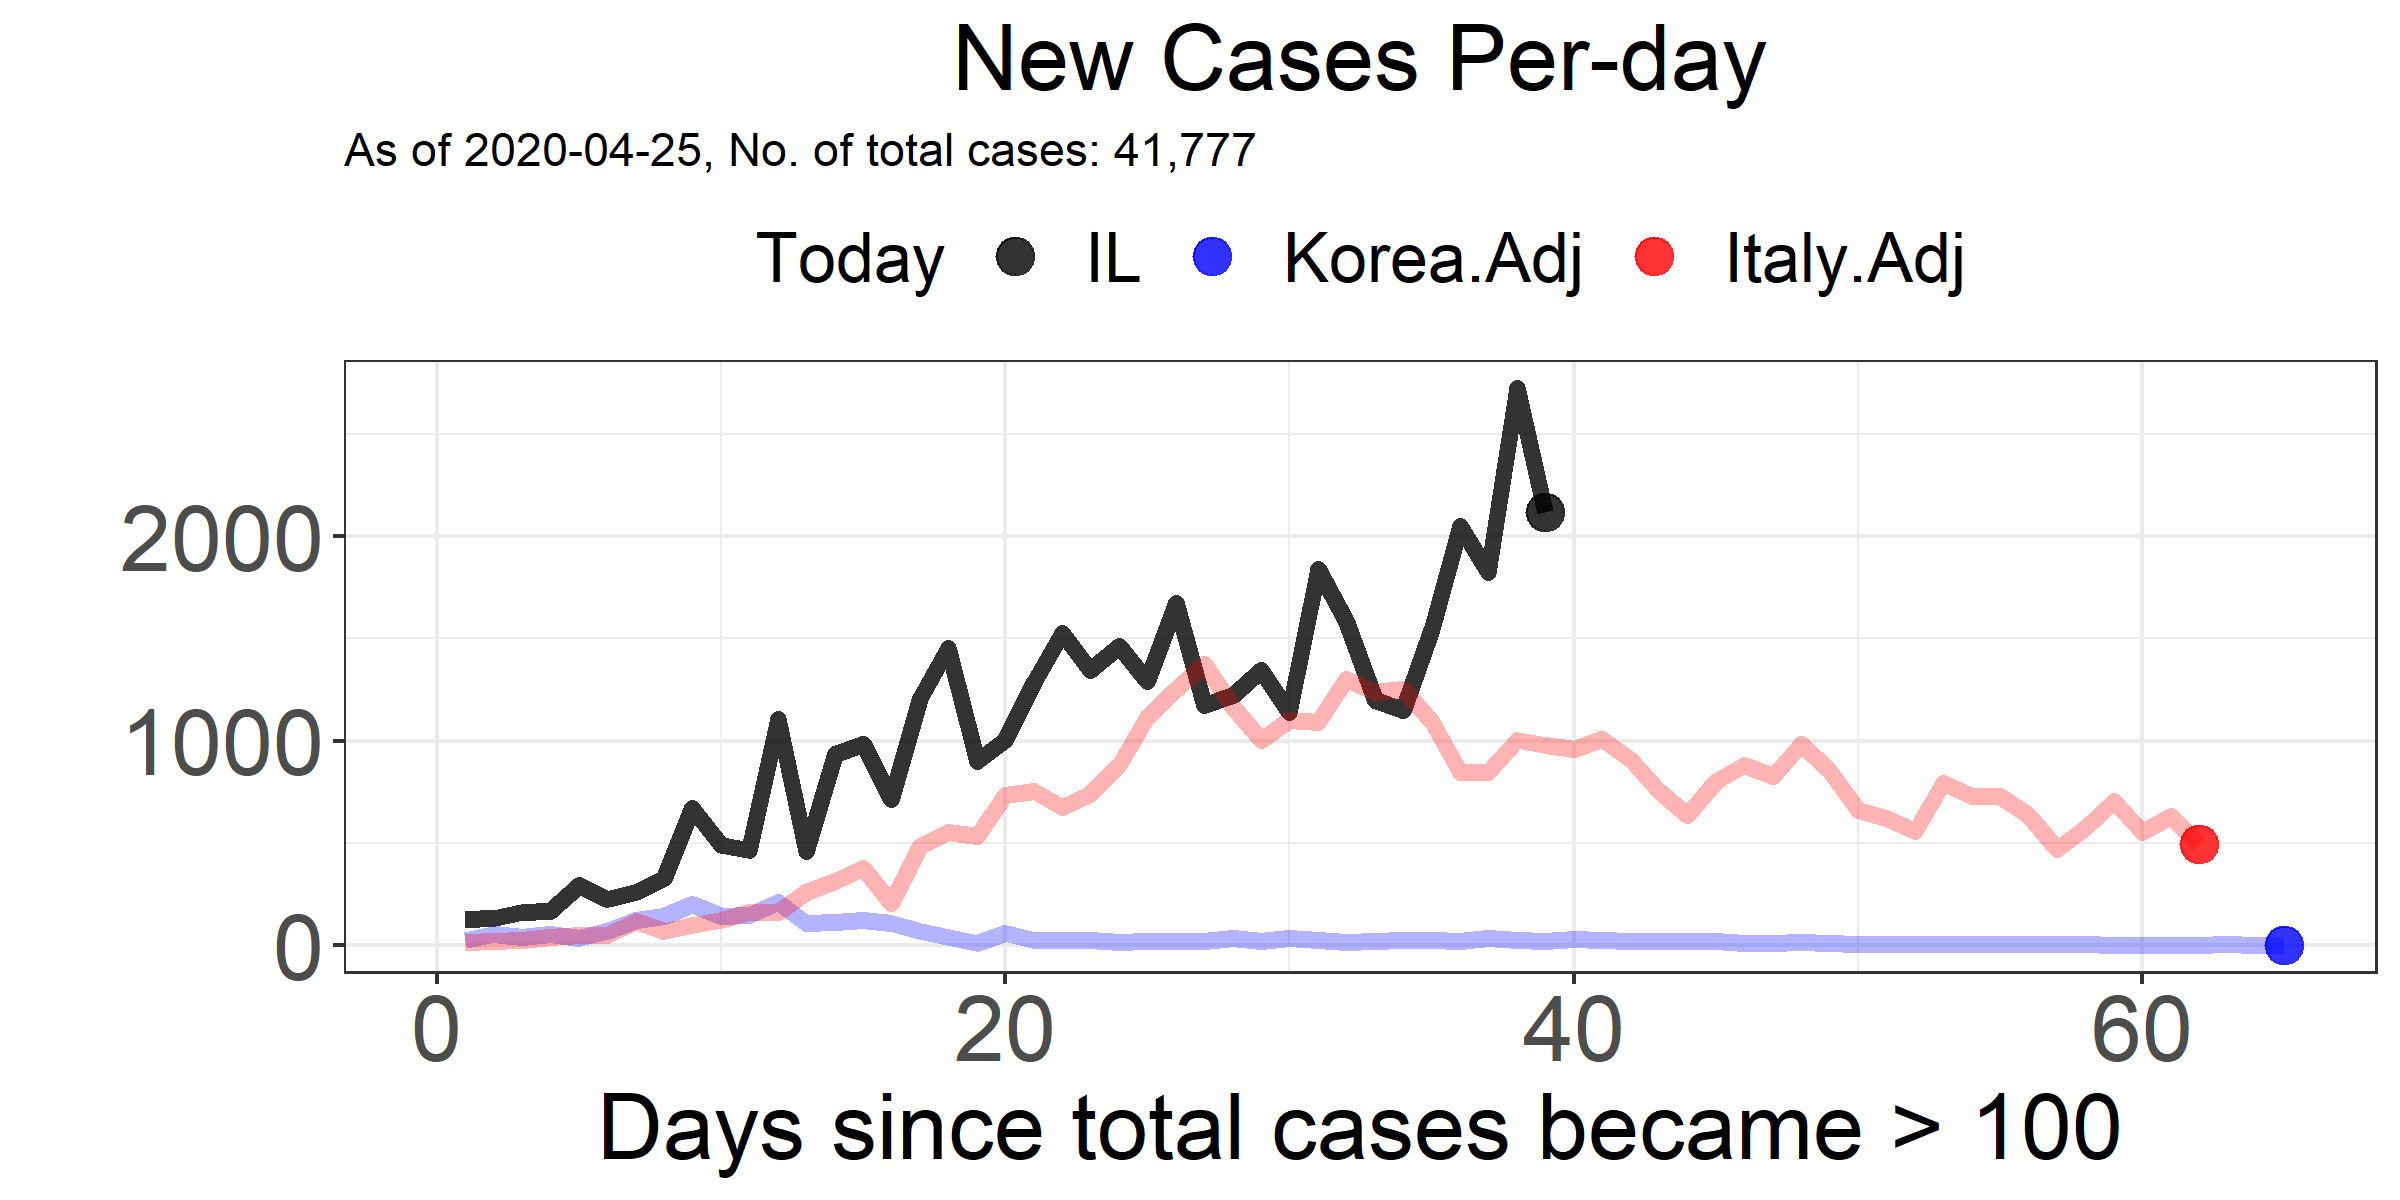 New Cases Per-day
As of 2020-04-25, No. of total cases: 41,777
Today IL Korea.Adj Italy.Adj
2000
1000
0
0 20 40 60
Days since total cases became > 100